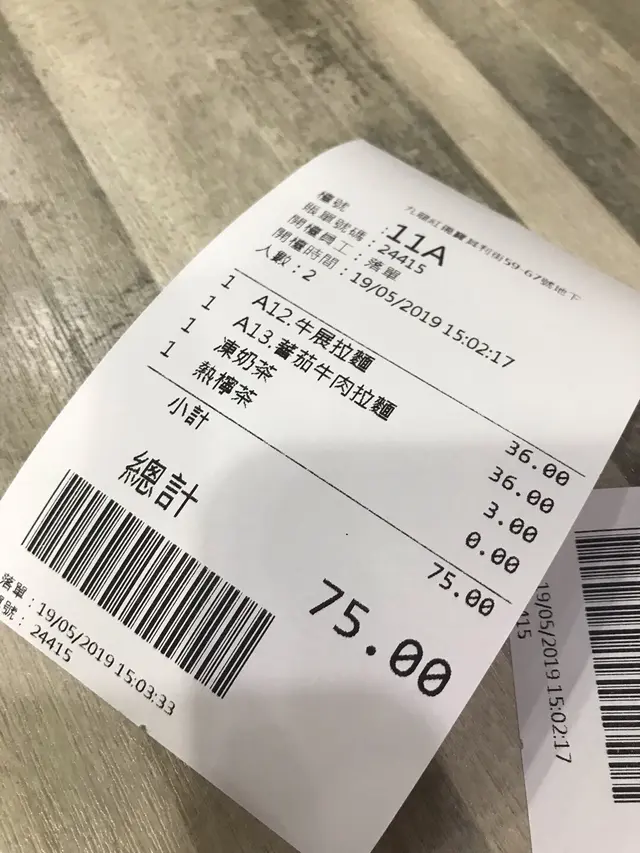 九龍紅磡寶其利街59-67號地下
檯號 : 11A
賬單號碼 : 24415
開檯員工 : 落單
開檯時間 : 19/05/2019 15:02:17
人數 : 2
1 A12.牛展拉麵 36.00
1 A13.蕃茄牛肉拉麵 36.00
1 凍奶茶 3.00
1 熱檸茶 0.00
小計 75.00
總計 75.00
落單 : 19/05/2019 15:03:33
號 : 24415
19/05/2019 15:02:17
415